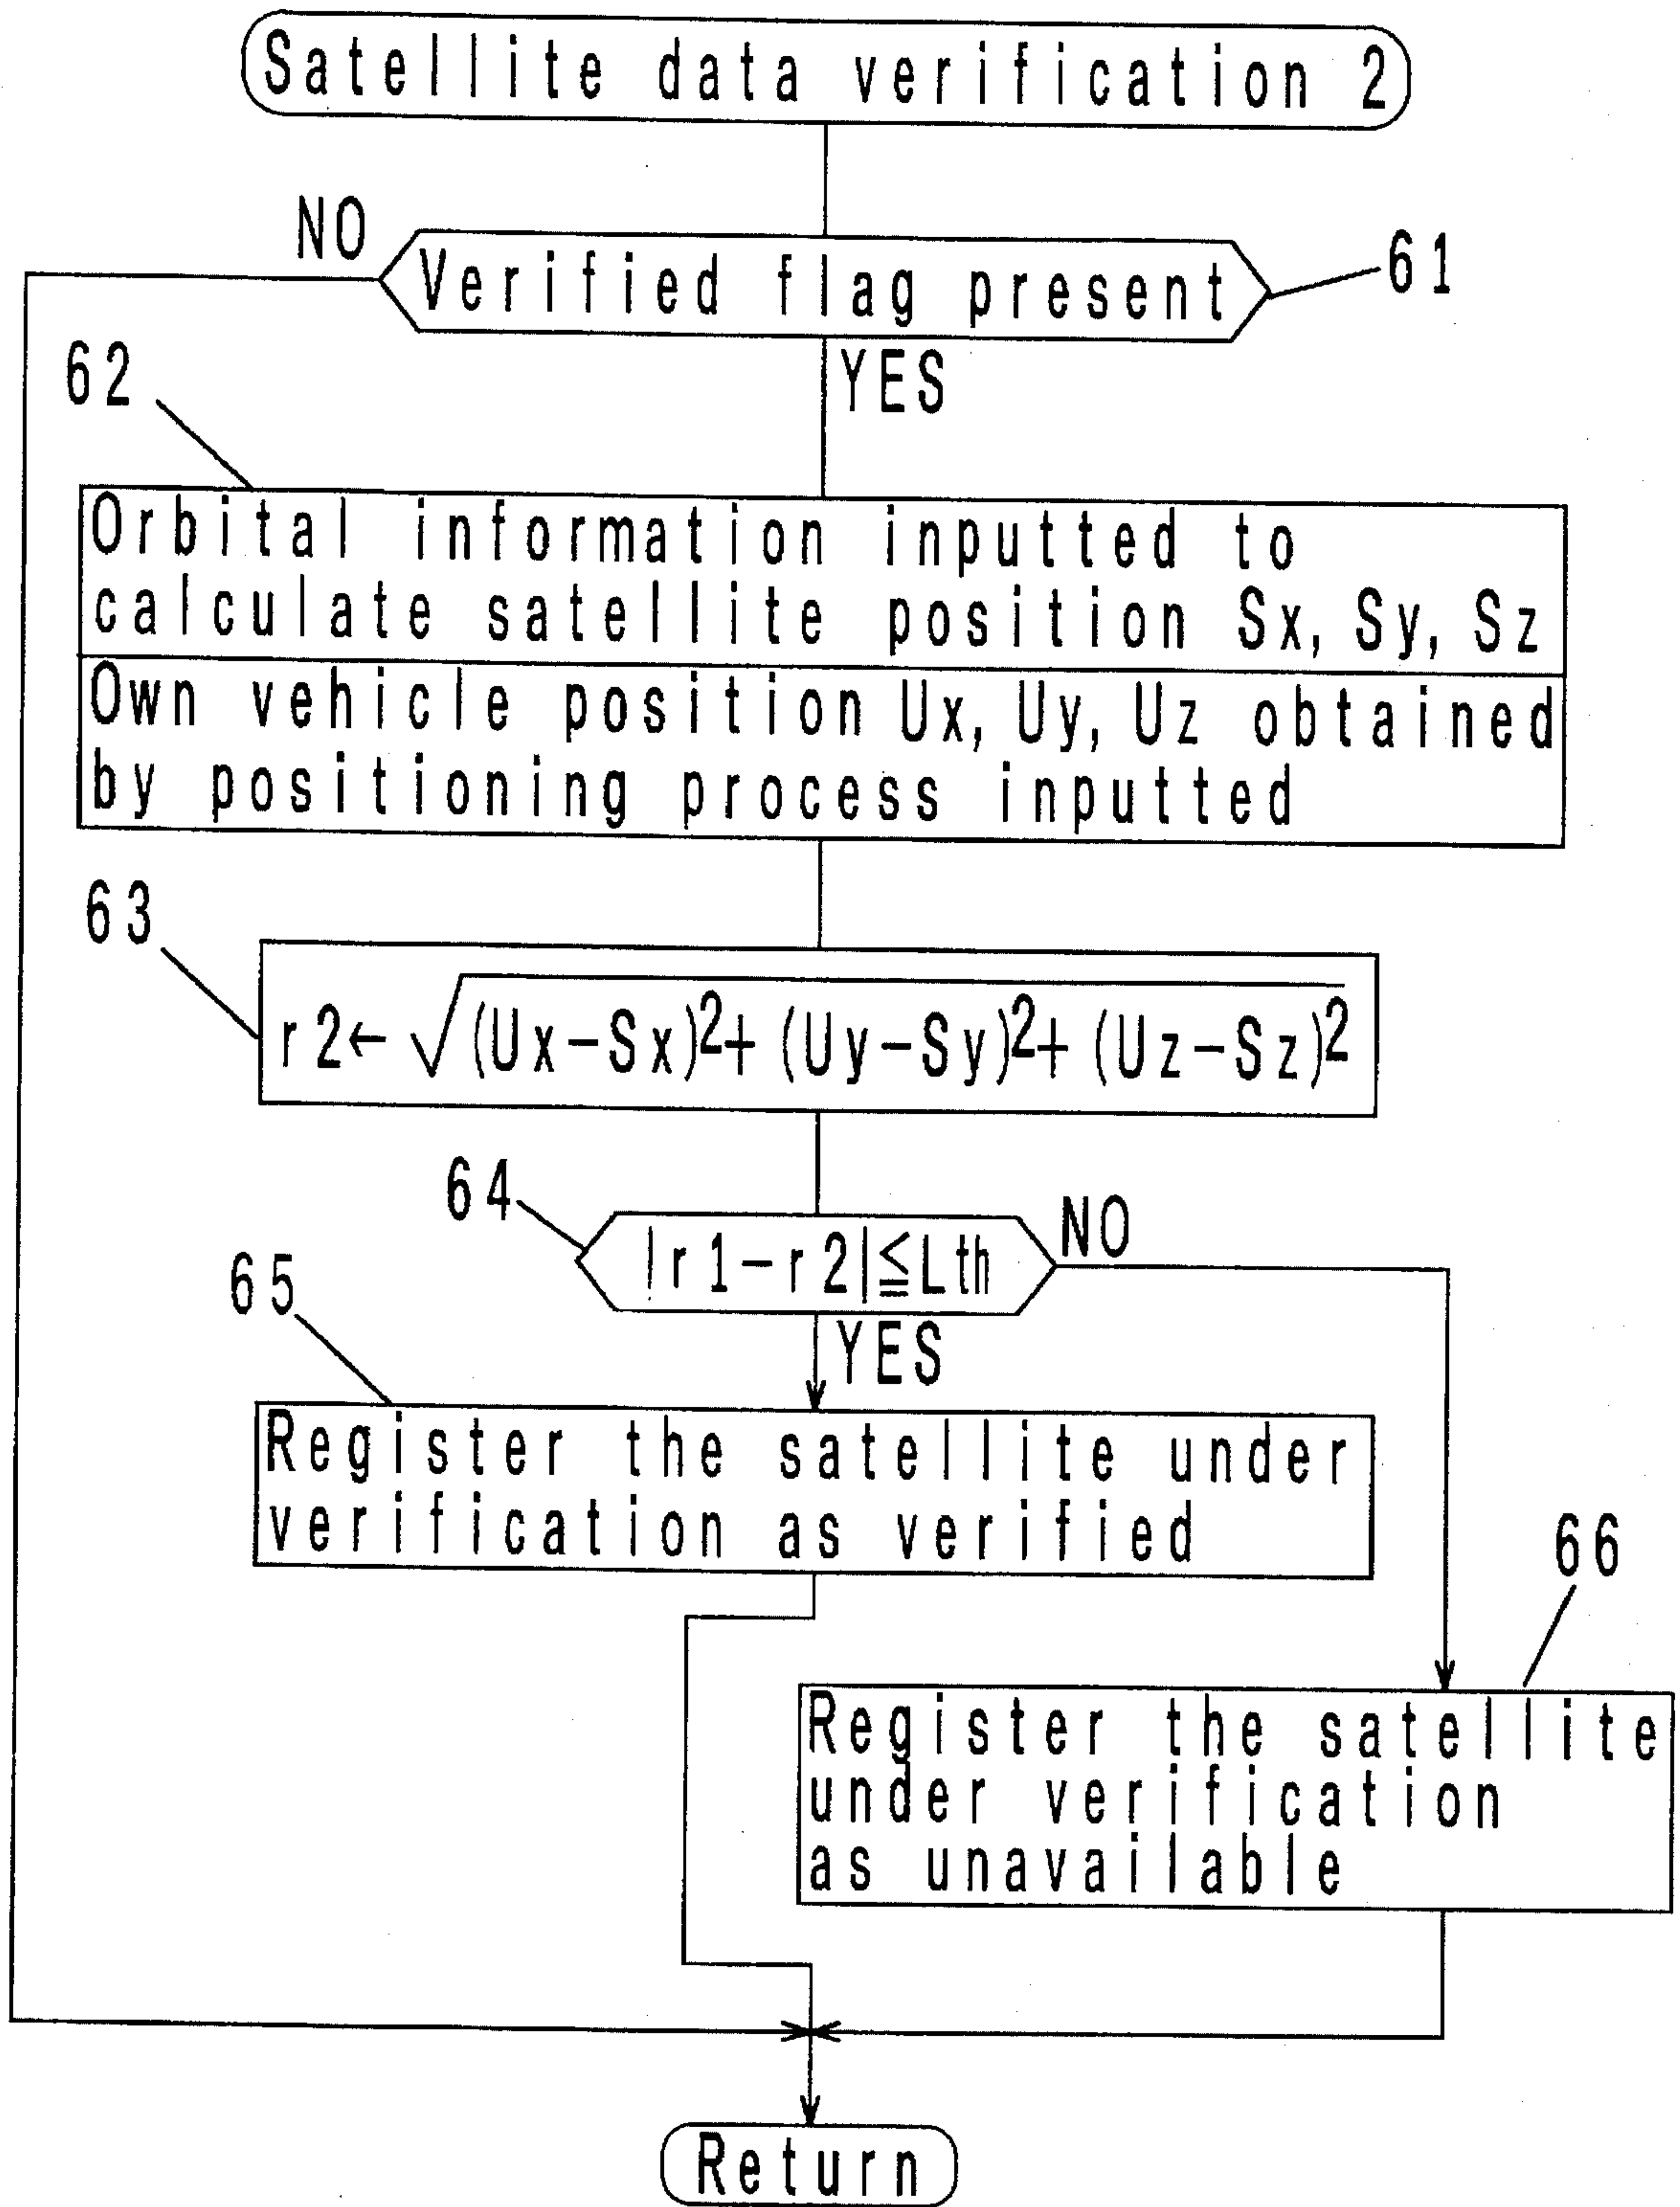 Satellite data verification 2
NO
Verified flag present
61
YES
62
Orbital information inputted to
calculate satellite position Sx, Sy, Sz
Own vehicle position Ux, Uy, Uz obtained
by positioning process inputted
63
r2←√(Ux-Sx)²+(Uy-Sy)²+(Uz-Sz)²
64
|r1-r2|≦Lth
NO
YES
65
Register the satellite under
verification as verified
66
Register the satellite
under verification
as unavailable
Return